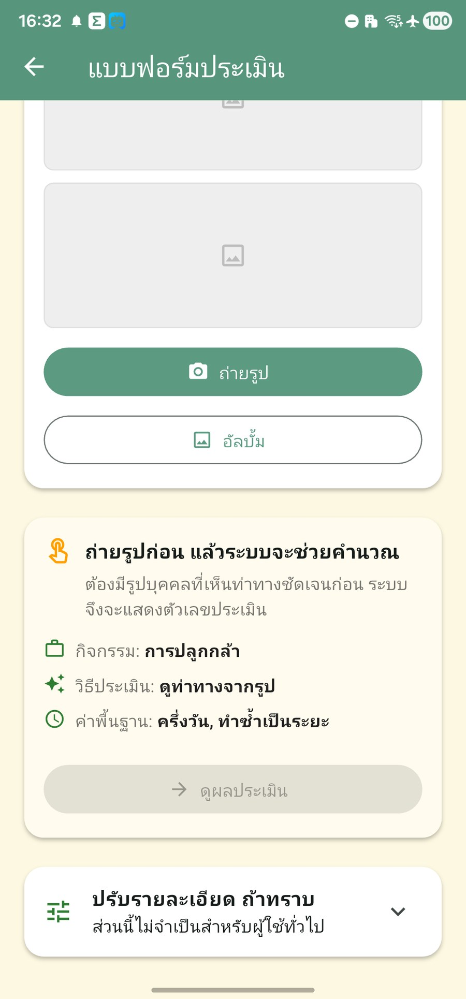 16:32
5
100
แบบฟอร์มประเมิน
ถ่ายรูป
อัลบั้ม
ถ่ายรูปก่อน แล้วระบบจะช่วยคำนวณ
ต้องมีรูปบุคคลที่เห็นท่าทางชัดเจนก่อน ระบบ
จึงจะแสดงตัวเลขประเมิน
กิจกรรม: การปลูกกล้า
วิธีประเมิน: ดูท่าทางจากรูป
ค่าพื้นฐาน: ครึ่งวัน, ทำซ้ำเป็นระยะ
ดูผลประเมิน
ปรับรายละเอียด ถ้าทราบ
ส่วนนี้ไม่จำเป็นสำหรับผู้ใช้ทั่วไป